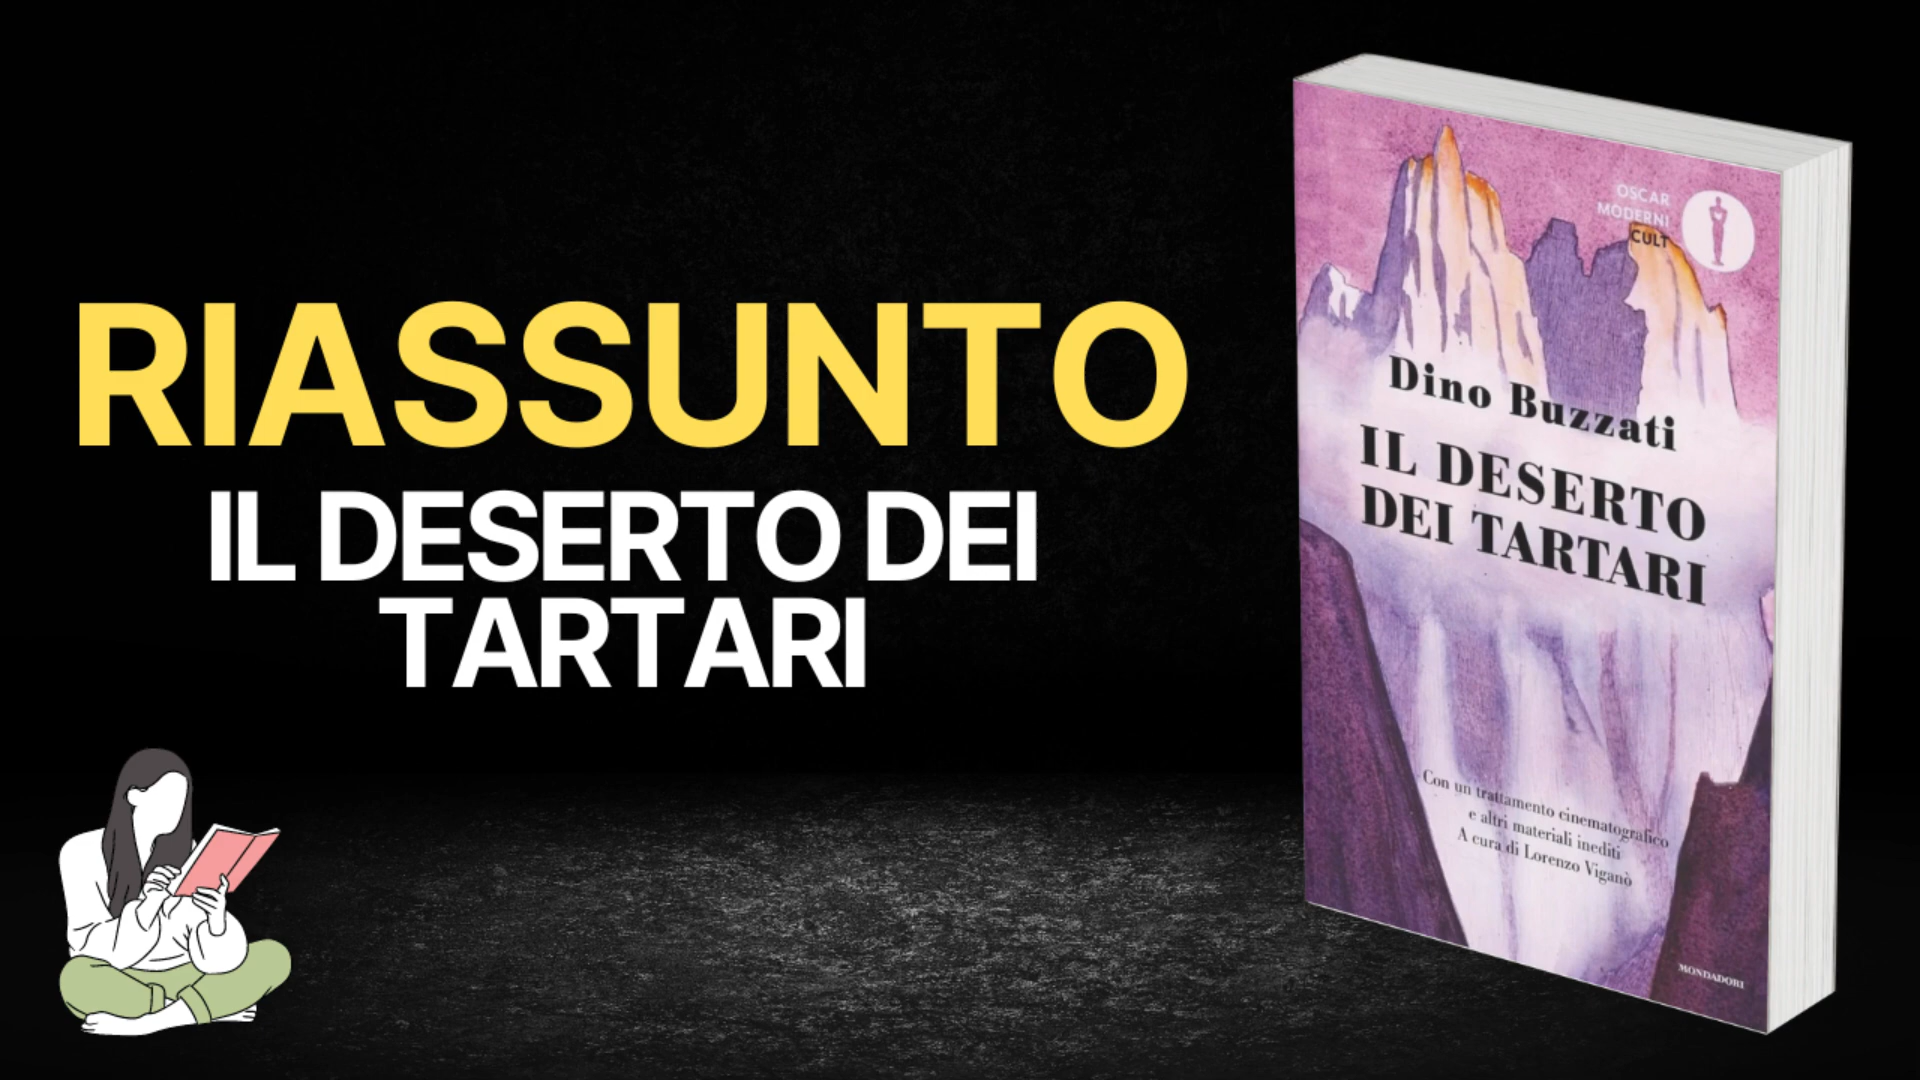 RIASSUNTO
IL DESERTO DEI
TARTARI
OSCAR
MODERNI
CULT
Dino Buzzati
IL DESERTO
DEI TARTARI
Con un trattamento cinematografico
e altri materiali inediti
A cura di Lorenzo Viganò
MONDADORI